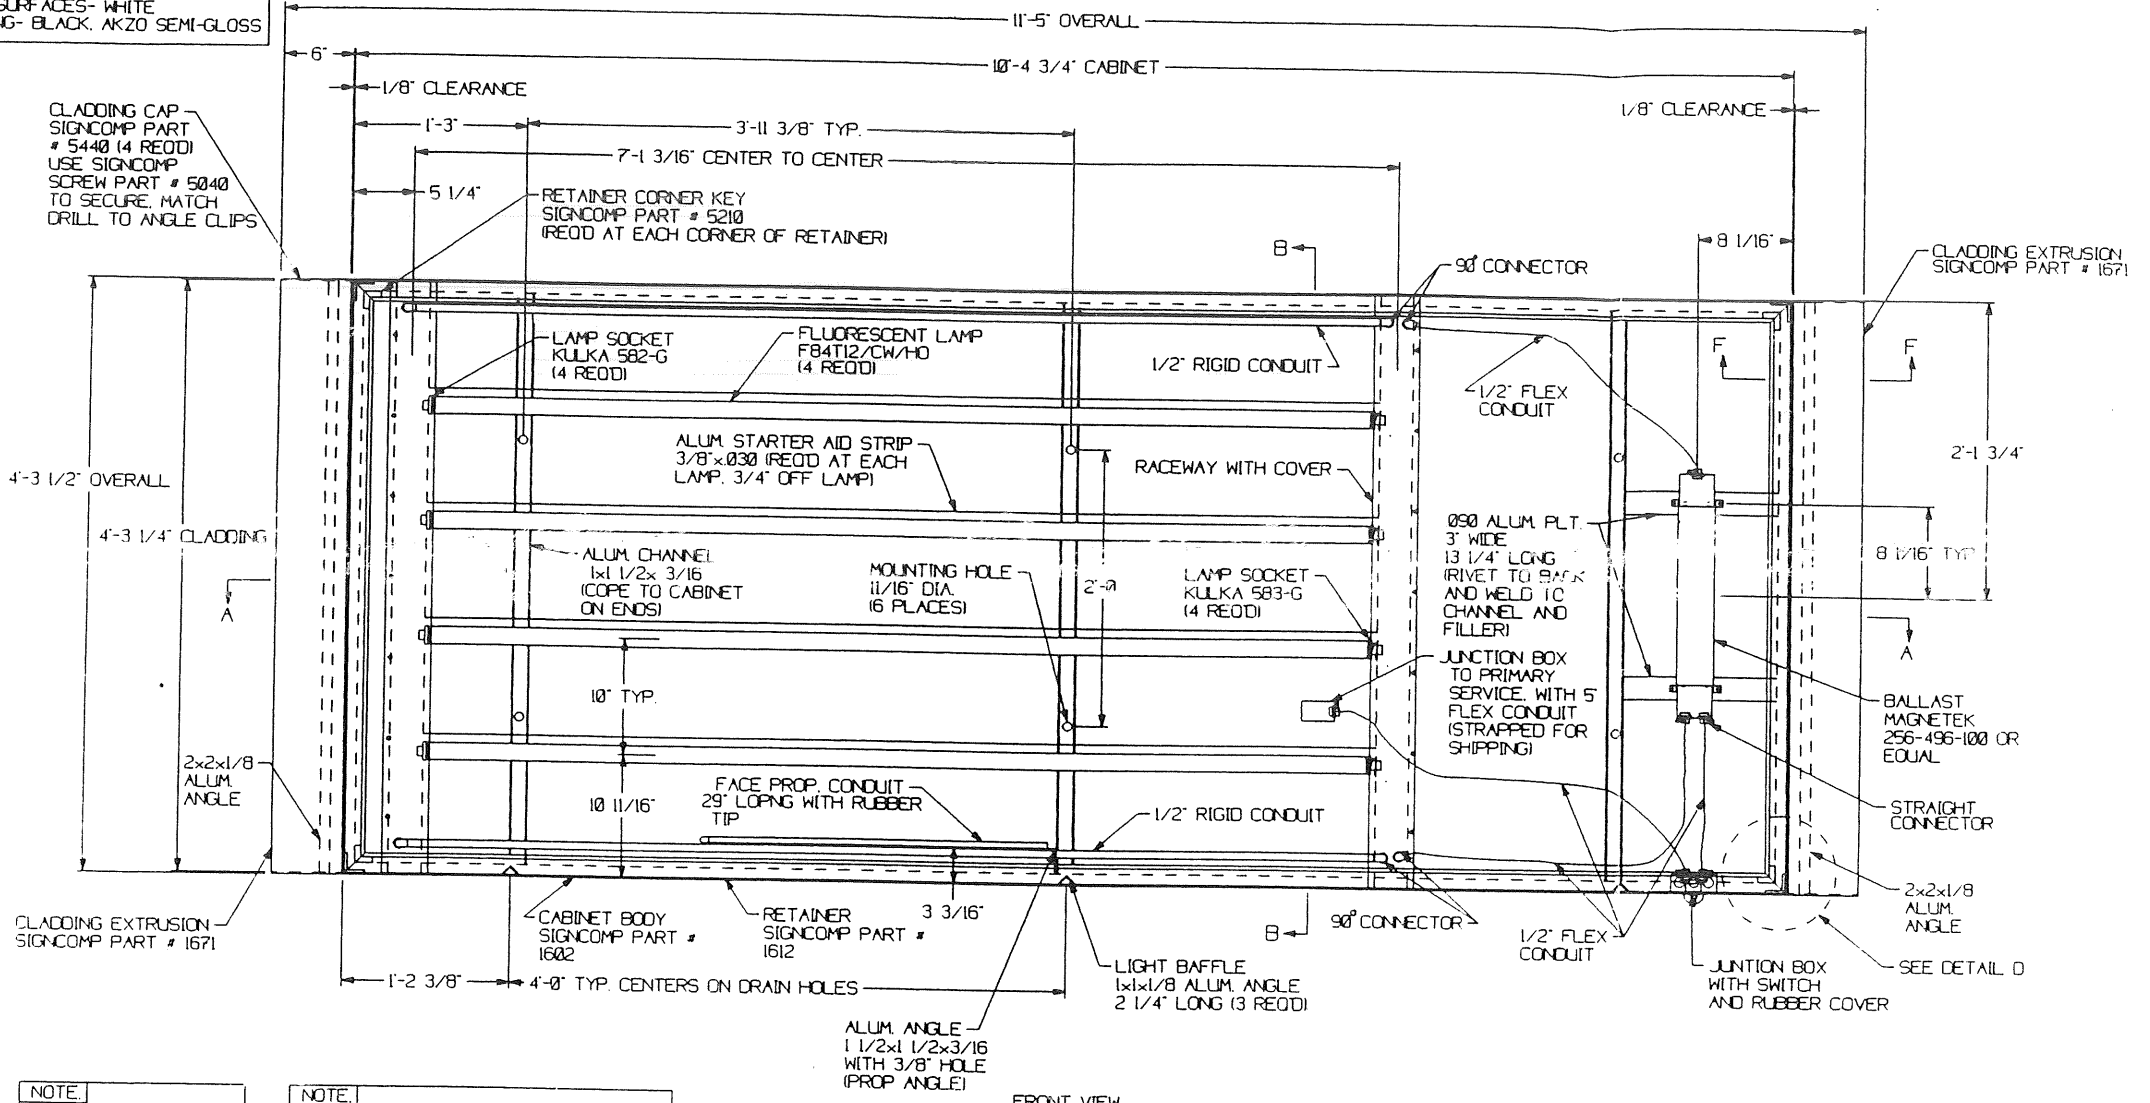 SURFACES- WHITE
NG- BLACK. AKZO SEMI-GLOSS
11'-5" OVERALL
6"
10'-4 3/4" CABINET
1/8" CLEARANCE
1/8" CLEARANCE
CLADDING CAP
SIGNCOMP PART
# 5440 (4 REQ'D)
USE SIGNCOMP
SCREW PART # 5040
TO SECURE. MATCH
DRILL TO ANGLE CLIPS
1'-3"
3'-11 3/8" TYP.
7'-1 3/16" CENTER TO CENTER
5 1/4"
RETAINER CORNER KEY
SIGNCOMP PART # 5210
(REQ'D AT EACH CORNER OF RETAINER)
B
90° CONNECTOR
8 1/16"
CLADDING EXTRUSION
SIGNCOMP PART # 1671
LAMP SOCKET
KULKA 582-G
(4 REQ'D)
FLUORESCENT LAMP
F84T12/CW/HO
(4 REQ'D)
1/2" RIGID CONDUIT
1/2" FLEX
CONDUIT
F
F
4'-3 1/2" OVERALL
4'-3 1/4" CLADDING
ALUM. STARTER AID STRIP
3/8"x.030 (REQ'D AT EACH
LAMP. 3/4" OFF LAMP)
RACEWAY WITH COVER
2'-1 3/4"
A
ALUM. CHANNEL
1x1 1/2x 3/16
(COPE TO CABINET
ON ENDS)
MOUNTING HOLE
11/16" DIA.
(6 PLACES)
2'-0
LAMP SOCKET
KULKA 583-G
(4 REQ'D)
090 ALUM. PLT.
3" WIDE
13 1/4" LONG
(RIVET TO BACK
AND WELD TO
CHANNEL AND
FILLER)
8 1/16" TYP
A
10" TYP.
JUNCTION BOX
TO PRIMARY
SERVICE, WITH 5'
FLEX CONDUIT
(STRAPPED FOR
SHIPPING)
BALLAST
MAGNETEK
256-496-100 OR
EQUAL
2x2x1/8
ALUM.
ANGLE
10 11/16"
FACE PROP. CONDUIT
29" LOPNG WITH RUBBER
TIP
1/2" RIGID CONDUIT
STRAIGHT
CONNECTOR
CLADDING EXTRUSION
SIGNCOMP PART # 1671
CABINET BODY
SIGNCOMP PART #
1602
RETAINER
SIGNCOMP PART #
1612
3 3/16"
B
90° CONNECTOR
1/2" FLEX
CONDUIT
2x2x1/8
ALUM.
ANGLE
1'-2 3/8"
4'-0" TYP. CENTERS ON DRAIN HOLES
LIGHT BAFFLE
1x1x1/8 ALUM. ANGLE
2 1/4" LONG (3 REQ'D)
JUNTION BOX
WITH SWITCH
AND RUBBER COVER
SEE DETAIL D
ALUM. ANGLE
1 1/2x1 1/2x3/16
WITH 3/8" HOLE
(PROP ANGLE)
NOTE.
NOTE.
FRONT VIEW